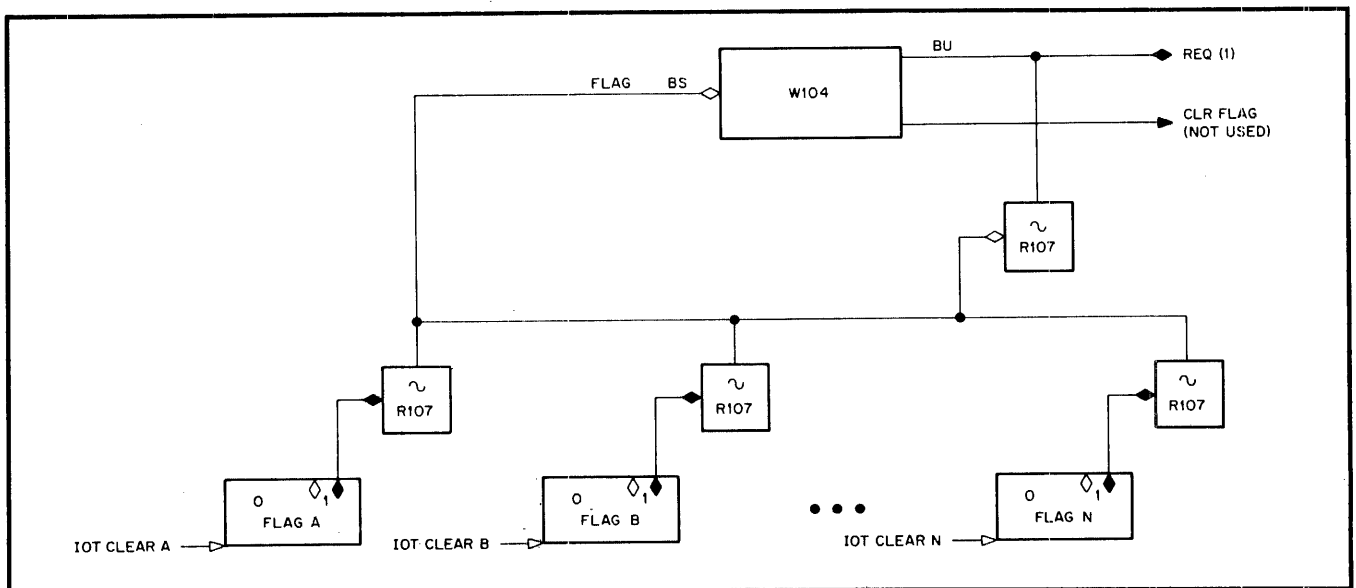 BU
REQ (1)
FLAG BS
W104
CLR FLAG
(NOT USED)
∿
R107
∿
R107
∿
R107
∿
R107
0 1
FLAG A
0 1
FLAG B
0 1
FLAG N
IOT CLEAR A
IOT CLEAR B
IOT CLEAR N